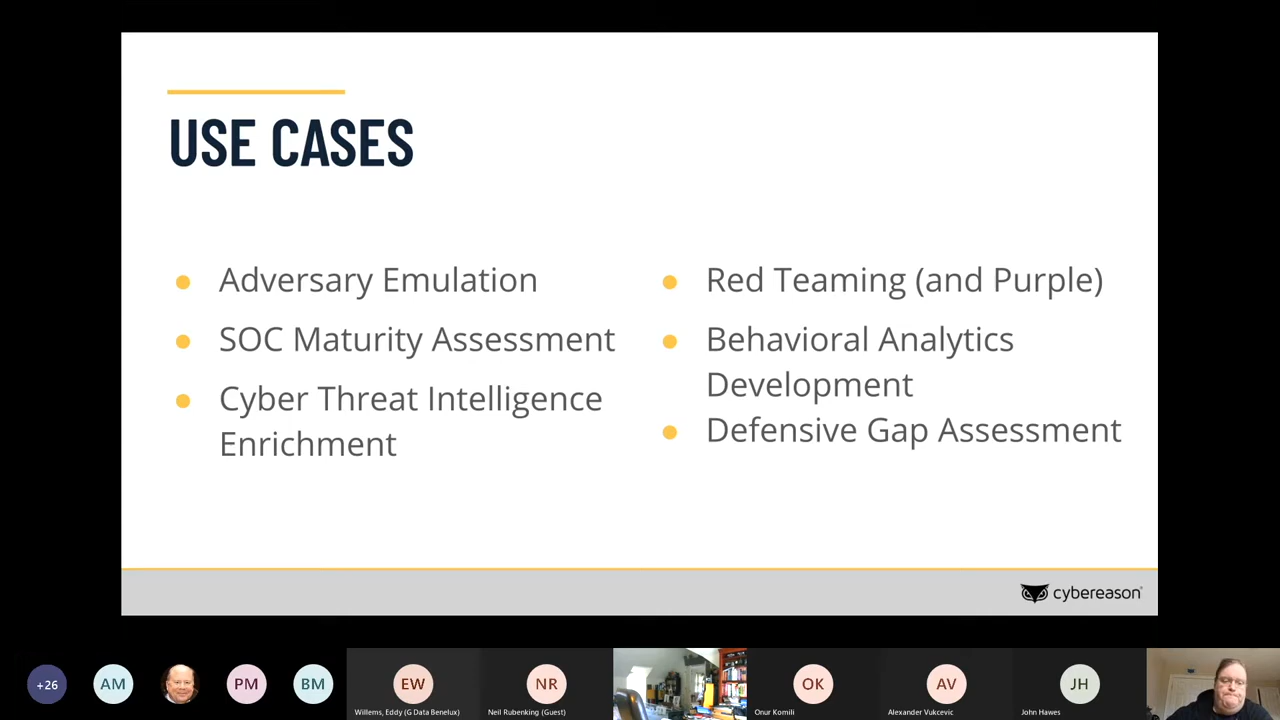 USE CASES
Adversary Emulation
SOC Maturity Assessment
Cyber Threat Intelligence
Enrichment
Red Teaming (and Purple)
Behavioral Analytics
Development
Defensive Gap Assessment
cybereason
+26
AM
PM
BM
EW
Willems, Eddy (G Data Benelux)
NR
Neil Rubenking (Guest)
OK
Onur Komili
AV
Alexander Vukcevic
JH
John Hawes